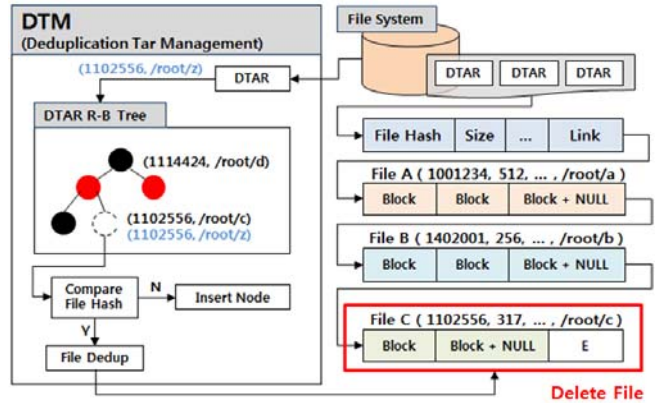 DTM
(Deduplication Tar Management)
(1102556, /root/z)
DTAR
DTAR R-B Tree
(1114424, /root/d)
(1102556, /root/c)
(1102556, /root/z)
Compare
File Hash
N
Insert Node
Y
File Dedup
File System
DTAR DTAR DTAR
File Hash Size ... Link
File A ( 1001234, 512, ... , /root/a)
Block Block Block + NULL
File B ( 1402001, 256, ... , /root/b)
Block Block Block + NULL
File C ( 1102556, 317, ... , /root/c)
Block Block + NULL E
Delete File